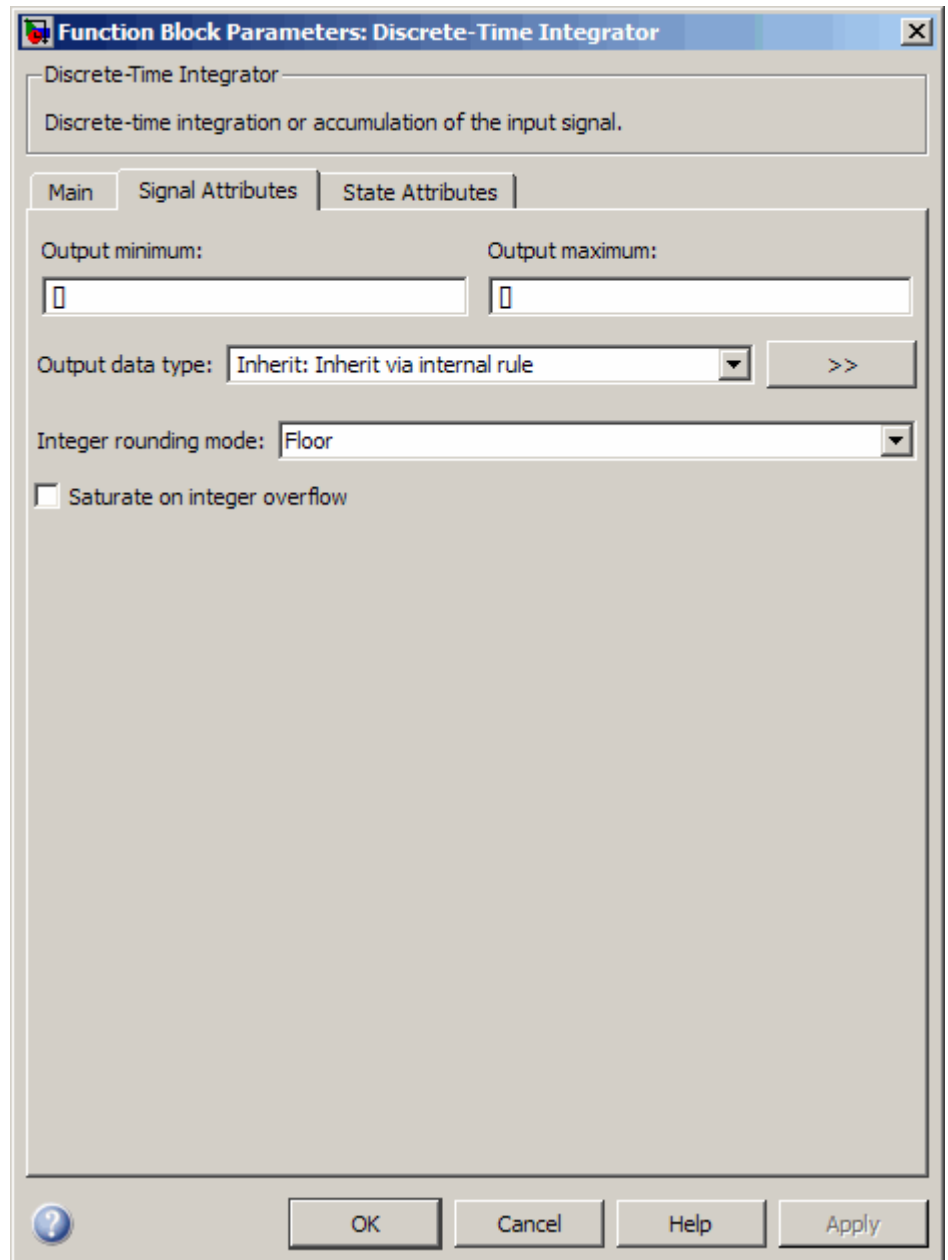 Function Block Parameters: Discrete-Time Integrator
Discrete-Time Integrator
Discrete-time integration or accumulation of the input signal.
Main Signal Attributes State Attributes
Output minimum: Output maximum:
[] []
Output data type: Inherit: Inherit via internal rule >>
Integer rounding mode: Floor
Saturate on integer overflow
OK Cancel Help Apply